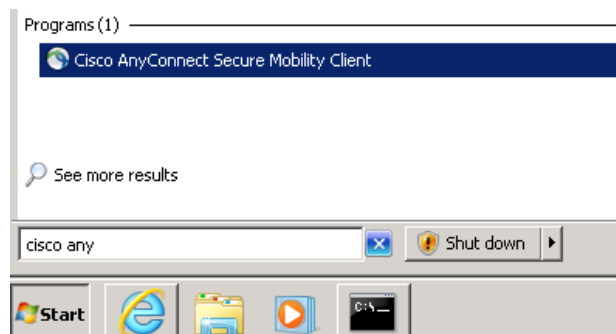 Programs (1)
Cisco AnyConnect Secure Mobility Client
See more results
cisco any
Shut down
Start
C:\_